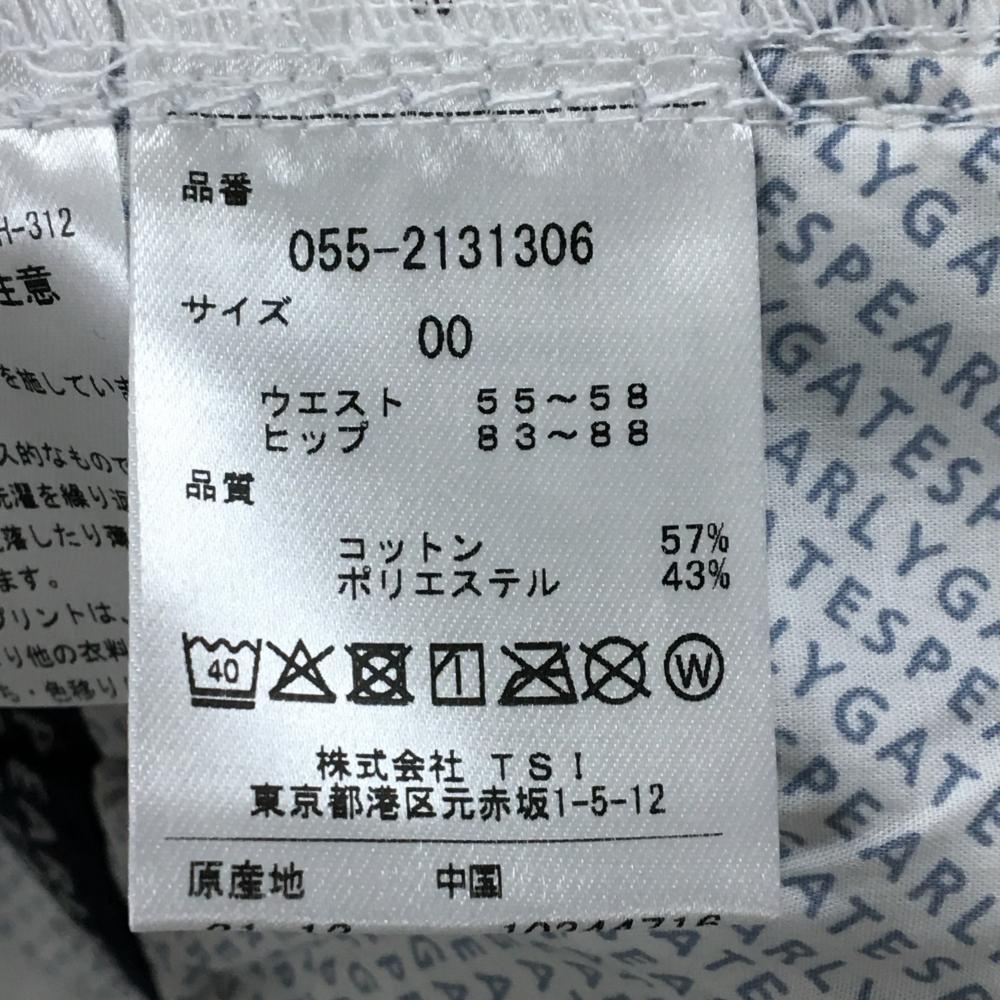 品番
055-2131306
サイズ
00
ウエスト 55～58
ヒップ 83～88
品質
コットン 57%
ポリエステル 43%
40
W
株式会社 TSI
東京都港区元赤坂1-5-12
原産地 中国
H-312
注意
を施していま
ス的なもので
洗濯を繰り返
落したり薄
ます。
プリントは、
り他の衣料
ち・色移り
PEARLYGATES
PEARLYGATES
PEARLYGATES